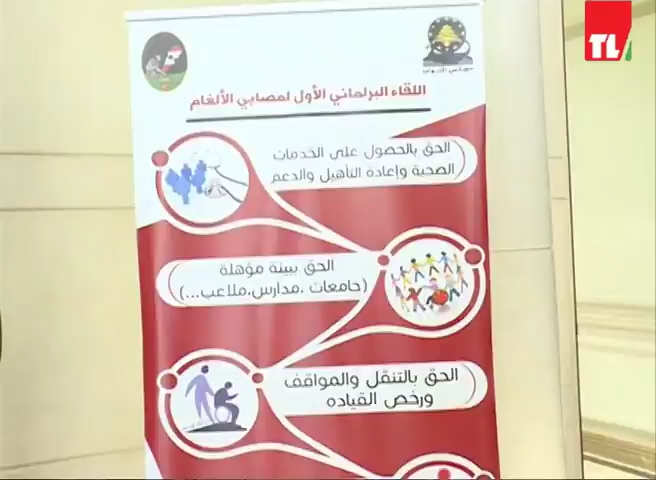 TL
اللقاء البرلماني الأول لمصابي الألغام
الحق بالحصول على الخدمات
الصحية وإعادة التأهيل والدعم
الحق ببيئة مؤهلة
(جامعات ،مدارس،ملاعب...)
الحق بالتنقل والمواقف
ورخص القياده